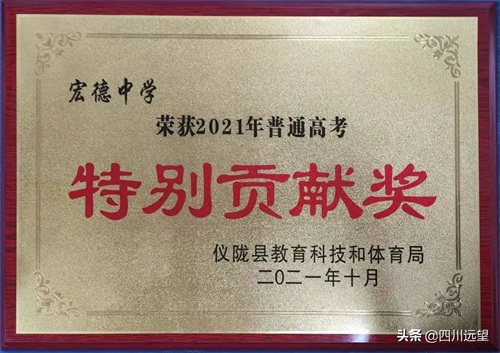 宏德中学
荣获2021年普通高考
特别贡献奖
仪陇县教育科技和体育局
二〇二一年十月
头条 @四川远望